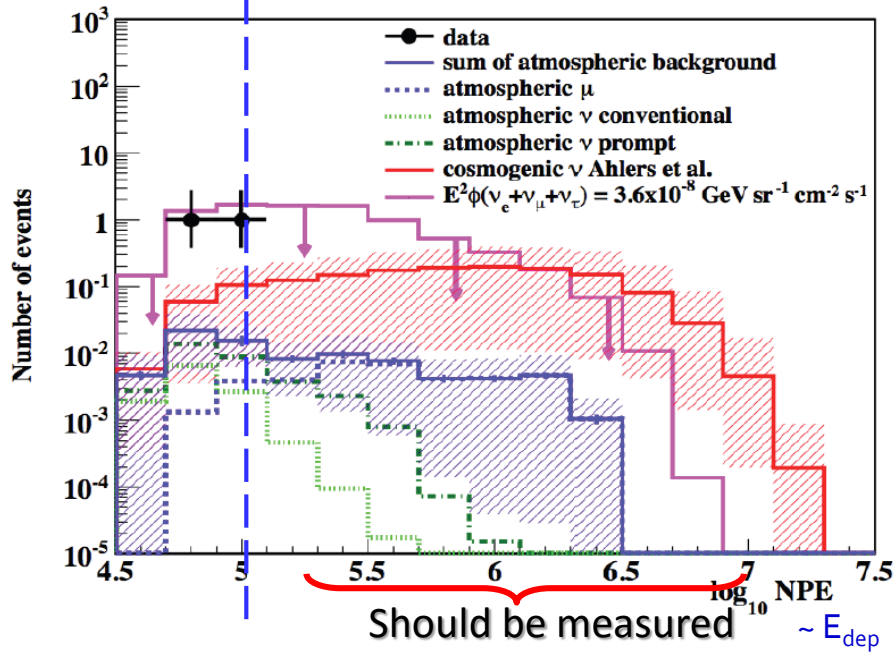 10³
10²
10
1
10⁻¹
10⁻²
10⁻³
10⁻⁴
10⁻⁵
Number of events
data
sum of atmospheric background
atmospheric μ
atmospheric ν conventional
atmospheric ν prompt
cosmogenic ν Ahlers et al.
E²ϕ(νₑ+ν_μ+ν_τ) = 3.6x10⁻⁸ GeV sr⁻¹ cm⁻² s⁻¹
4.5 5 5.5 6 6.5 7 7.5
log₁₀ NPE
Should be measured
~ E_dep